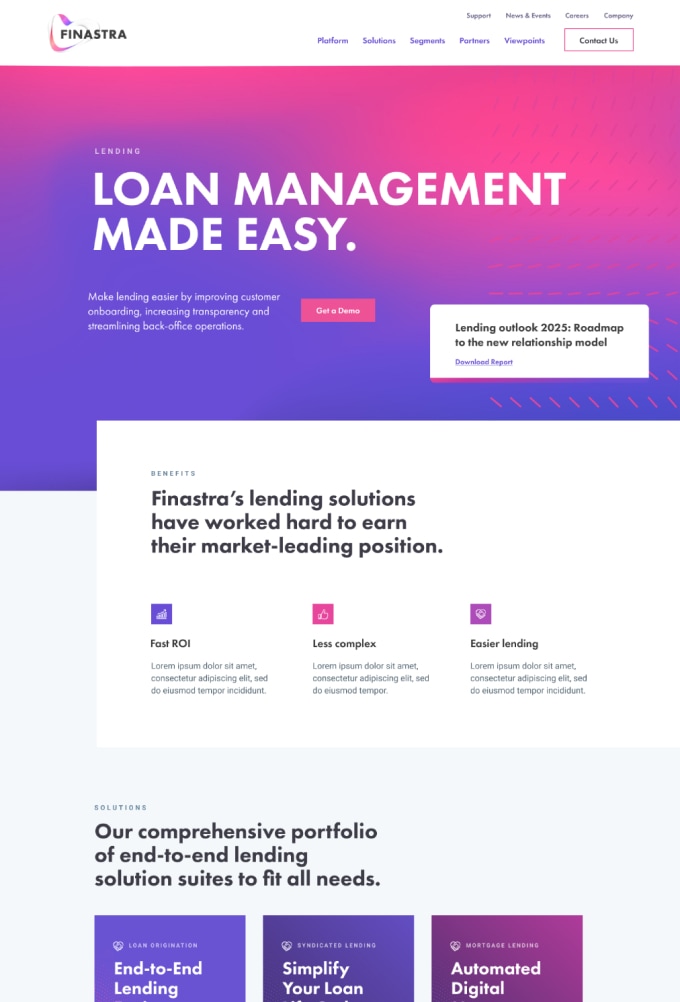 Support News & Events Careers Company
FINASTRA
Platform Solutions Segments Partners Viewpoints Contact Us
LENDING
LOAN MANAGEMENT
MADE EASY.
Make lending easier by improving customer
onboarding, increasing transparency and
streamlining back-office operations.
Get a Demo
Lending outlook 2025: Roadmap
to the new relationship model
Download Report
BENEFITS
Finastra’s lending solutions
have worked hard to earn
their market-leading position.
Fast ROI
Lorem ipsum dolor sit amet,
consectetur adipiscing elit, sed
do eiusmod tempor incididunt.
Less complex
Lorem ipsum dolor sit amet,
consectetur adipiscing elit, sed
do eiusmod tempor.
Easier lending
Lorem ipsum dolor sit amet,
consectetur adipiscing elit, sed
do eiusmod tempor incididunt.
SOLUTIONS
Our comprehensive portfolio
of end-to-end lending
solution suites to fit all needs.
LOAN ORIGINATION
End-to-End
Lending
SYNDICATED LENDING
Simplify
Your Loan
MORTGAGE LENDING
Automated
Digital